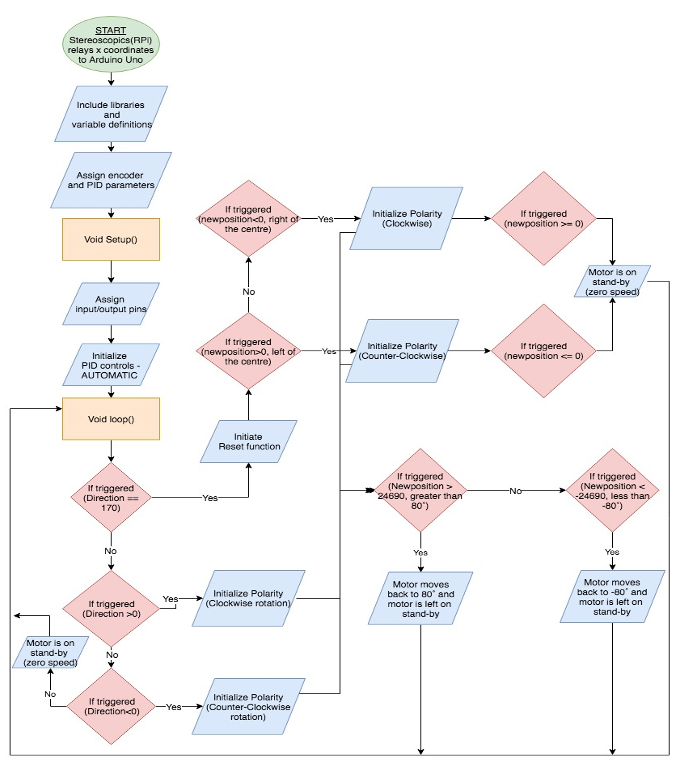 START
Stereoscopics(RPi)
relays x coordinates
to Arduino Uno
Include libraries
and
variable definitions
Assign encoder
and PID parameters
Void Setup()
Assign
input/output pins
Initialize
PID controls -
AUTOMATIC
Void loop()
If triggered
(Direction ==
170)
Yes
No
Initiate
Reset function
If triggered
(newposition>0, left of
the centre)
Yes
No
If triggered
(newposition<0, right of
the centre)
Yes
Initialize Polarity
(Clockwise)
If triggered
(newposition >= 0)
Motor is on
stand-by
(zero speed)
Initialize Polarity
(Counter-Clockwise)
If triggered
(newposition <= 0)
If triggered
(Direction >0)
Yes
No
Initialize Polarity
(Clockwise rotation)
If triggered
(Direction<0)
Yes
No
Initialize Polarity
(Counter-Clockwise
rotation)
Motor is on
stand-by
(zero speed)
If triggered
(Newposition >
24690, greater than
80˚)
No
Yes
Motor moves
back to 80˚ and
motor is left on
stand-by
If triggered
(Newposition <
-24690, less than
-80˚)
Yes
Motor moves
back to -80˚ and
motor is left on
stand-by